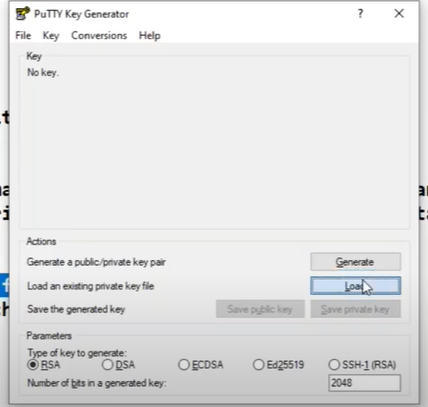 PuTTY Key Generator
? ×
File Key Conversions Help
Key
No key.
Actions
Generate a public/private key pair
Generate
Load an existing private key file
Load
Save the generated key
Save public key
Save private key
Parameters
Type of key to generate:
RSA DSA ECDSA Ed25519 SSH-1 (RSA)
Number of bits in a generated key:
2048